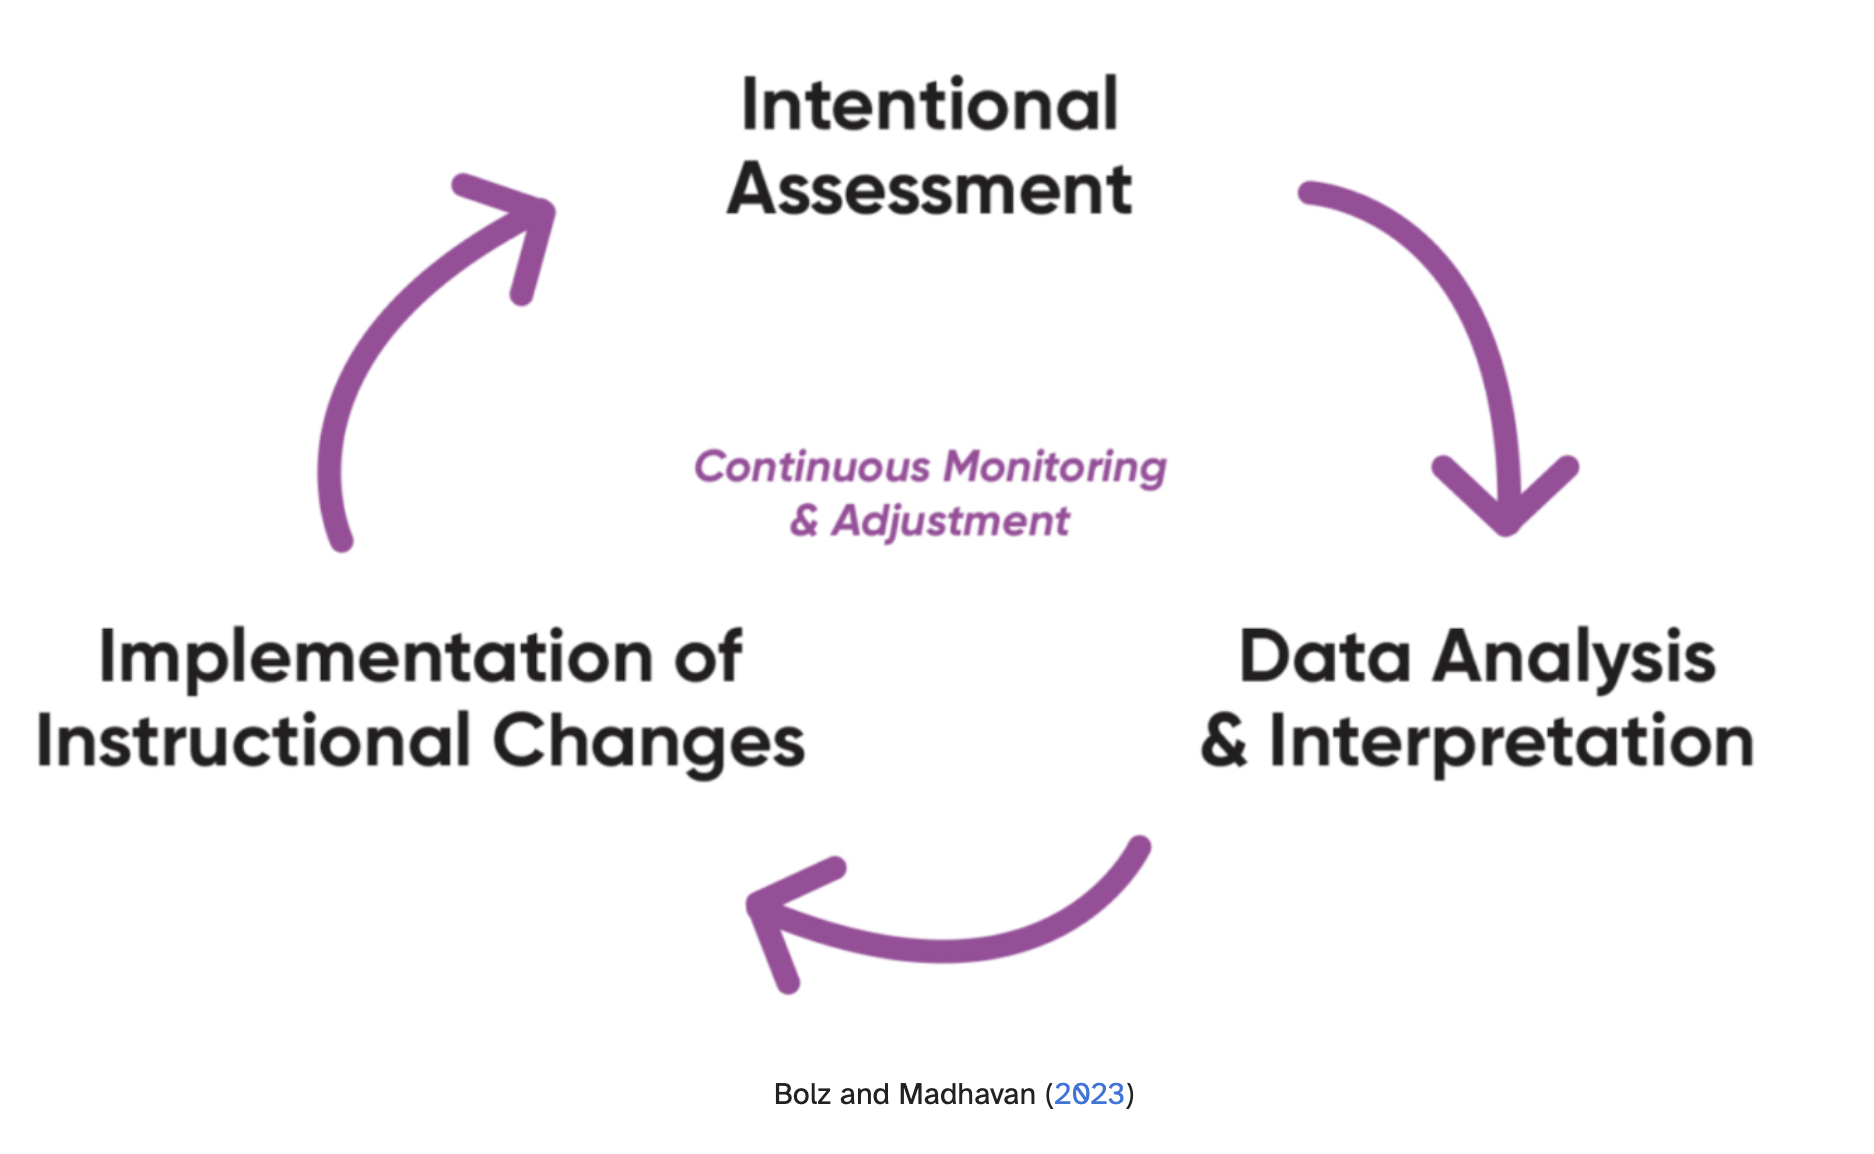 Intentional
Assessment
Continuous Monitoring
& Adjustment
Implementation of
Instructional Changes
Data Analysis
& Interpretation
Bolz and Madhavan (2023)